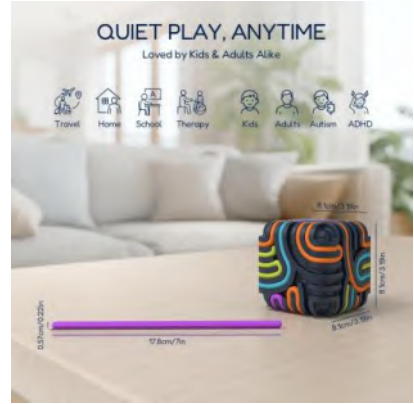 QUIET PLAY, ANYTIME
Loved by Kids & Adults Alike
Travel Home School Therapy Kids Adults Autism ADHD
8.1cm/3.19in
8.1cm/3.19in
8.1cm/3.19in
0.57cm/0.22in
17.8cm/7in